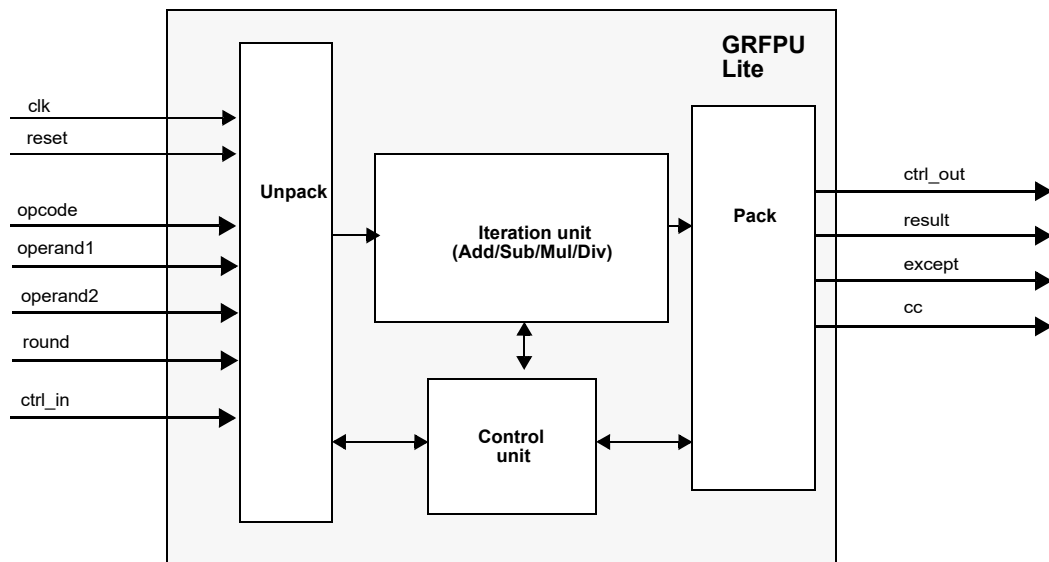 GRFPU
Lite
clk
reset
opcode
operand1
operand2
round
ctrl_in
Unpack
Iteration unit
(Add/Sub/Mul/Div)
Control
unit
Pack
ctrl_out
result
except
cc